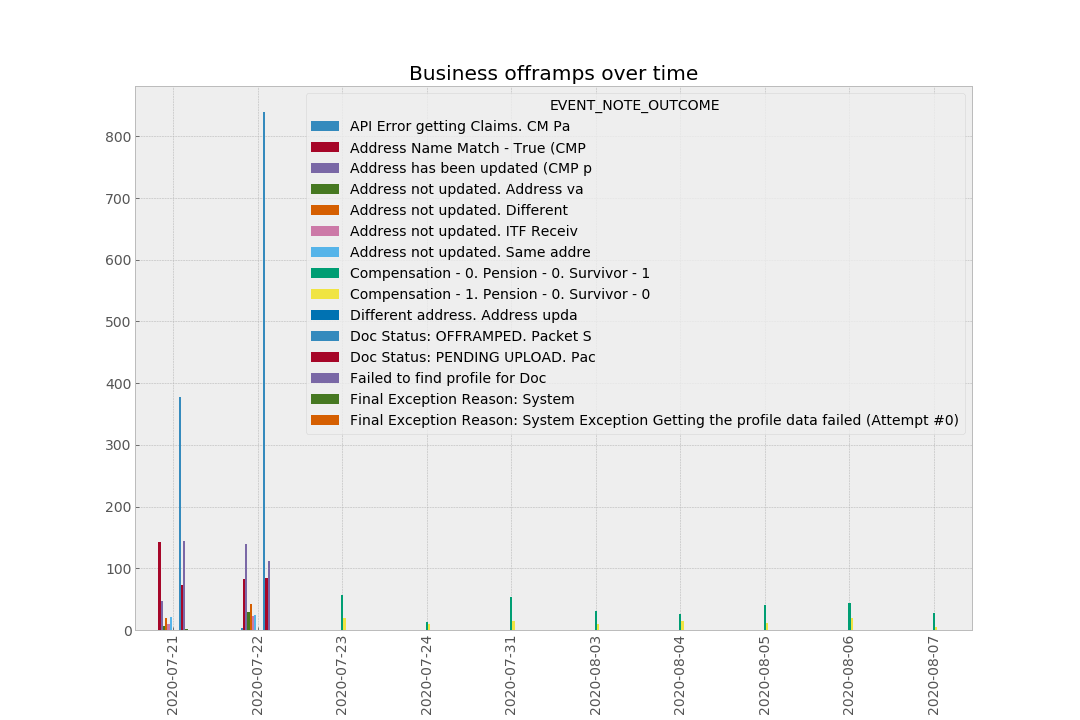 Business offramps over time
EVENT_NOTE_OUTCOME
API Error getting Claims. CM Pa
Address Name Match - True (CMP
Address has been updated (CMP p
Address not updated. Address va
Address not updated. Different
Address not updated. ITF Receiv
Address not updated. Same addre
Compensation - 0. Pension - 0. Survivor - 1
Compensation - 1. Pension - 0. Survivor - 0
Different address. Address upda
Doc Status: OFFRAMPED. Packet S
Doc Status: PENDING UPLOAD. Pac
Failed to find profile for Doc
Final Exception Reason: System
Final Exception Reason: System Exception Getting the profile data failed (Attempt #0)
800
700
600
500
400
300
200
100
0
2020-07-21
2020-07-22
2020-07-23
2020-07-24
2020-07-31
2020-08-03
2020-08-04
2020-08-05
2020-08-06
2020-08-07